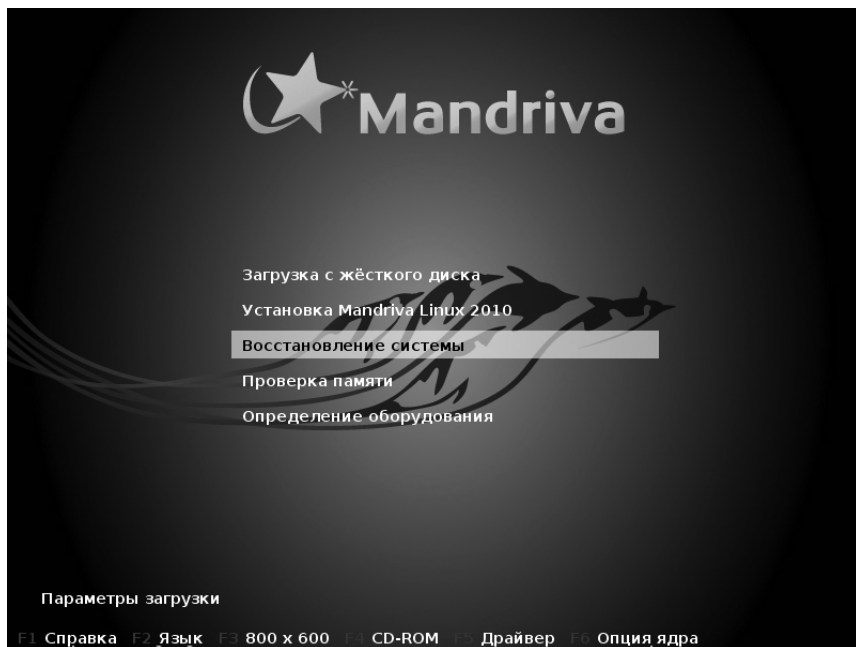 Mandriva
Загрузка с жёсткого диска
Установка Mandriva Linux 2010
Восстановление системы
Проверка памяти
Определение оборудования
Параметры загрузки
F1 Справка F2 Язык F3 800 x 600 F4 CD-ROM F5 Драйвер F6 Опция ядра